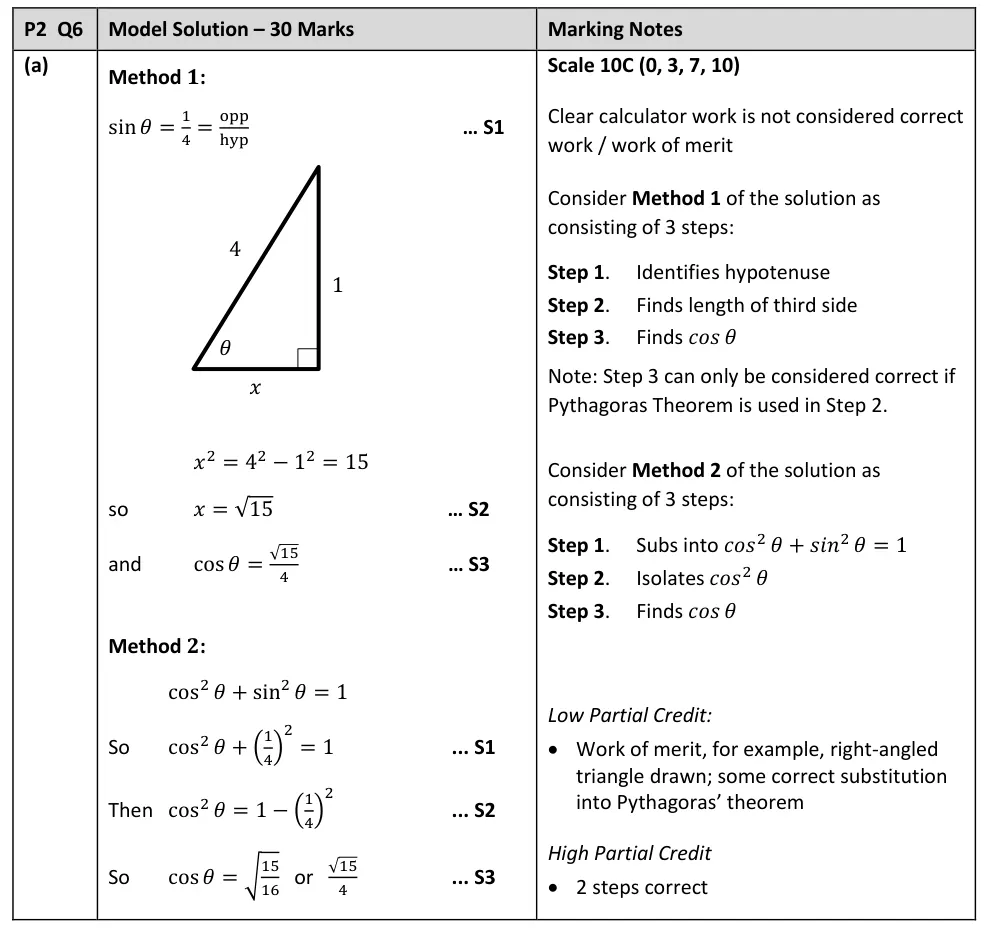 P2 Q6 Model Solution – 30 Marks Marking Notes
(a)
Method 1:
sin θ = 1/4 = opp/hyp … S1
4
1
θ
x
x² = 4² − 1² = 15
so x = √15 … S2
and cos θ = √15/4 … S3
Method 2:
cos² θ + sin² θ = 1
So cos² θ + (1/4)² = 1 ... S1
Then cos² θ = 1 − (1/4)² ... S2
So cos θ = √(15/16) or √15/4 ... S3
Scale 10C (0, 3, 7, 10)
Clear calculator work is not considered correct
work / work of merit
Consider Method 1 of the solution as
consisting of 3 steps:
Step 1. Identifies hypotenuse
Step 2. Finds length of third side
Step 3. Finds cos θ
Note: Step 3 can only be considered correct if
Pythagoras Theorem is used in Step 2.
Consider Method 2 of the solution as
consisting of 3 steps:
Step 1. Subs into cos² θ + sin² θ = 1
Step 2. Isolates cos² θ
Step 3. Finds cos θ
Low Partial Credit:
• Work of merit, for example, right-angled
triangle drawn; some correct substitution
into Pythagoras’ theorem
High Partial Credit
• 2 steps correct